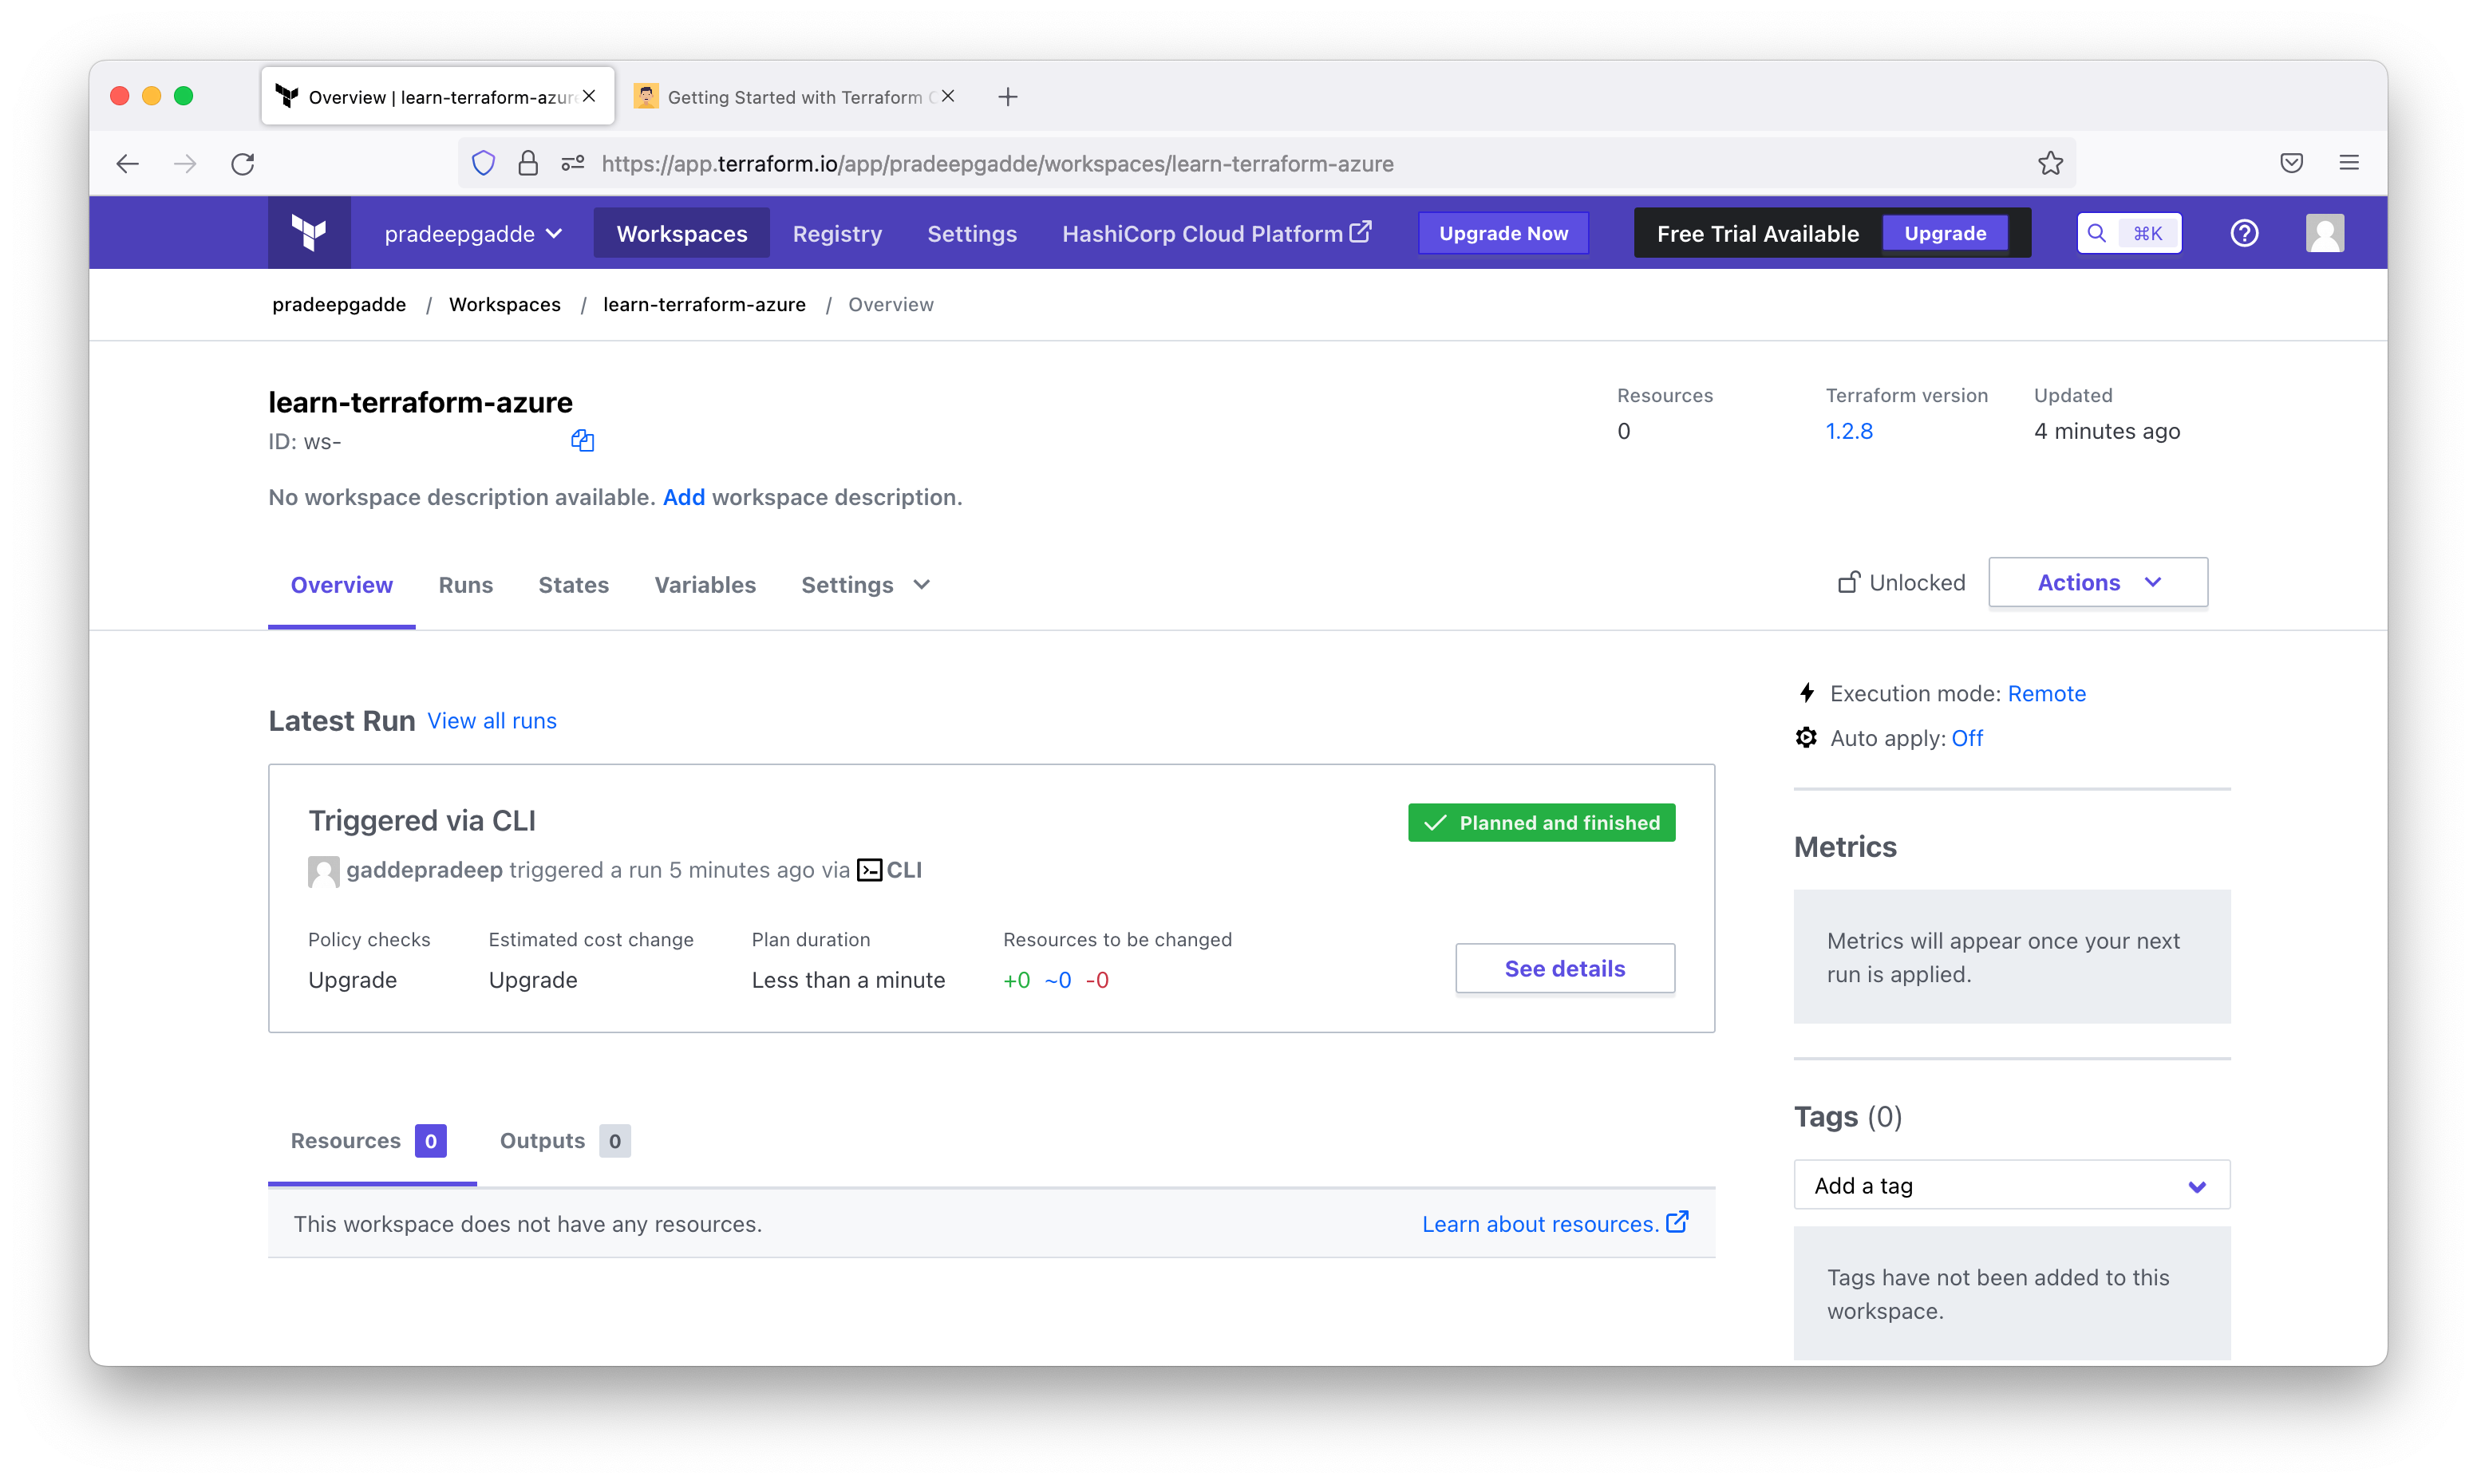 Overview | learn-terraform-azur
Getting Started with Terraform C
https://app.terraform.io/app/pradeepgadde/workspaces/learn-terraform-azure
pradeepgadde Workspaces Registry Settings HashiCorp Cloud Platform Upgrade Now Free Trial Available Upgrade ⌘K
pradeepgadde / Workspaces / learn-terraform-azure / Overview
learn-terraform-azure
ID: ws-
Resources Terraform version Updated
0 1.2.8 4 minutes ago
No workspace description available. Add workspace description.
Overview Runs States Variables Settings
Unlocked Actions
Latest Run View all runs
Triggered via CLI
Planned and finished
gaddepradeep triggered a run 5 minutes ago via CLI
Policy checks Estimated cost change Plan duration Resources to be changed
Upgrade Upgrade Less than a minute +0 ~0 -0
See details
Resources 0 Outputs 0
This workspace does not have any resources. Learn about resources.
Execution mode: Remote
Auto apply: Off
Metrics
Metrics will appear once your next
run is applied.
Tags (0)
Add a tag
Tags have not been added to this
workspace.